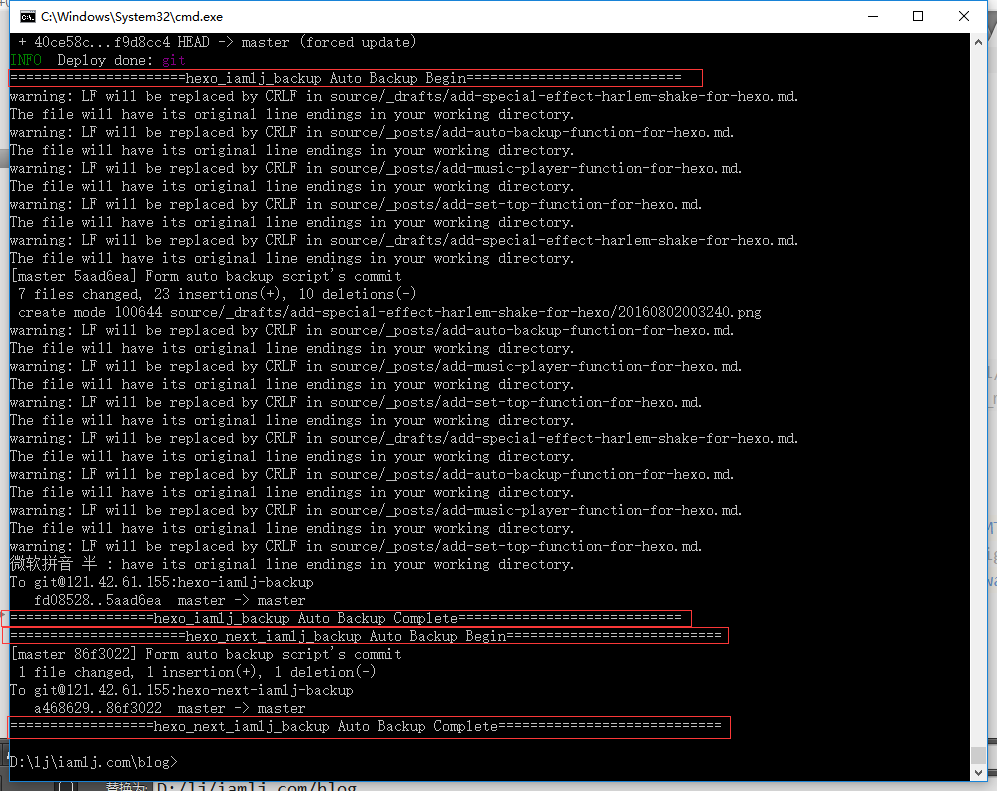 C:\Windows\System32\cmd.exe
 + 40ce58c...f9d8cc4 HEAD -> master (forced update)
INFO  Deploy done: git
======================hexo_iamlj_backup Auto Backup Begin===========================
warning: LF will be replaced by CRLF in source/_drafts/add-special-effect-harlem-shake-for-hexo.md.
The file will have its original line endings in your working directory.
warning: LF will be replaced by CRLF in source/_posts/add-auto-backup-function-for-hexo.md.
The file will have its original line endings in your working directory.
warning: LF will be replaced by CRLF in source/_posts/add-music-player-function-for-hexo.md.
The file will have its original line endings in your working directory.
warning: LF will be replaced by CRLF in source/_posts/add-set-top-function-for-hexo.md.
The file will have its original line endings in your working directory.
warning: LF will be replaced by CRLF in source/_drafts/add-special-effect-harlem-shake-for-hexo.md.
The file will have its original line endings in your working directory.
[master 5aad6ea] Form auto backup script's commit
 7 files changed, 23 insertions(+), 10 deletions(-)
 create mode 100644 source/_drafts/add-special-effect-harlem-shake-for-hexo/20160802003240.png
warning: LF will be replaced by CRLF in source/_posts/add-auto-backup-function-for-hexo.md.
The file will have its original line endings in your working directory.
warning: LF will be replaced by CRLF in source/_posts/add-music-player-function-for-hexo.md.
The file will have its original line endings in your working directory.
warning: LF will be replaced by CRLF in source/_posts/add-set-top-function-for-hexo.md.
The file will have its original line endings in your working directory.
warning: LF will be replaced by CRLF in source/_drafts/add-special-effect-harlem-shake-for-hexo.md.
The file will have its original line endings in your working directory.
warning: LF will be replaced by CRLF in source/_posts/add-auto-backup-function-for-hexo.md.
The file will have its original line endings in your working directory.
warning: LF will be replaced by CRLF in source/_posts/add-music-player-function-for-hexo.md.
The file will have its original line endings in your working directory.
warning: LF will be replaced by CRLF in source/_posts/add-set-top-function-for-hexo.md.
微软拼音 半 : have its original line endings in your working directory.
To git@121.42.61.155:hexo-iamlj-backup
   fd08528..5aad6ea  master -> master
==================hexo_iamlj_backup Auto Backup Complete============================
======================hexo_next_iamlj_backup Auto Backup Begin===========================
[master 86f3022] Form auto backup script's commit
 1 file changed, 1 insertion(+), 1 deletion(-)
To git@121.42.61.155:hexo-next-iamlj-backup
   a468629..86f3022  master -> master
==================hexo_next_iamlj_backup Auto Backup Complete============================
D:\lj\iamlj.com\blog>
替换为: D:/lj/iamlj.com/blog